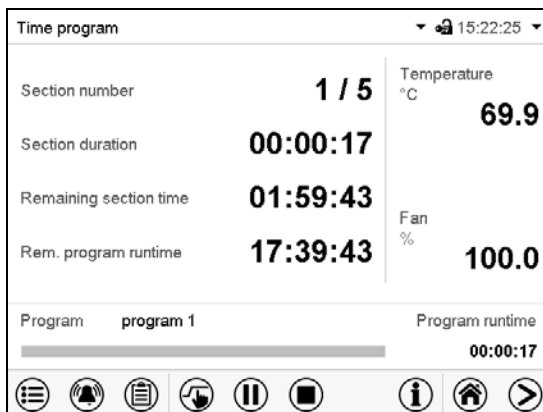 Time program 15:22:25
Section number 1 / 5
Section duration 00:00:17
Remaining section time 01:59:43
Rem. program runtime 17:39:43
Temperature
°C
69.9
Fan
%
100.0
Program program 1 Program runtime
00:00:17